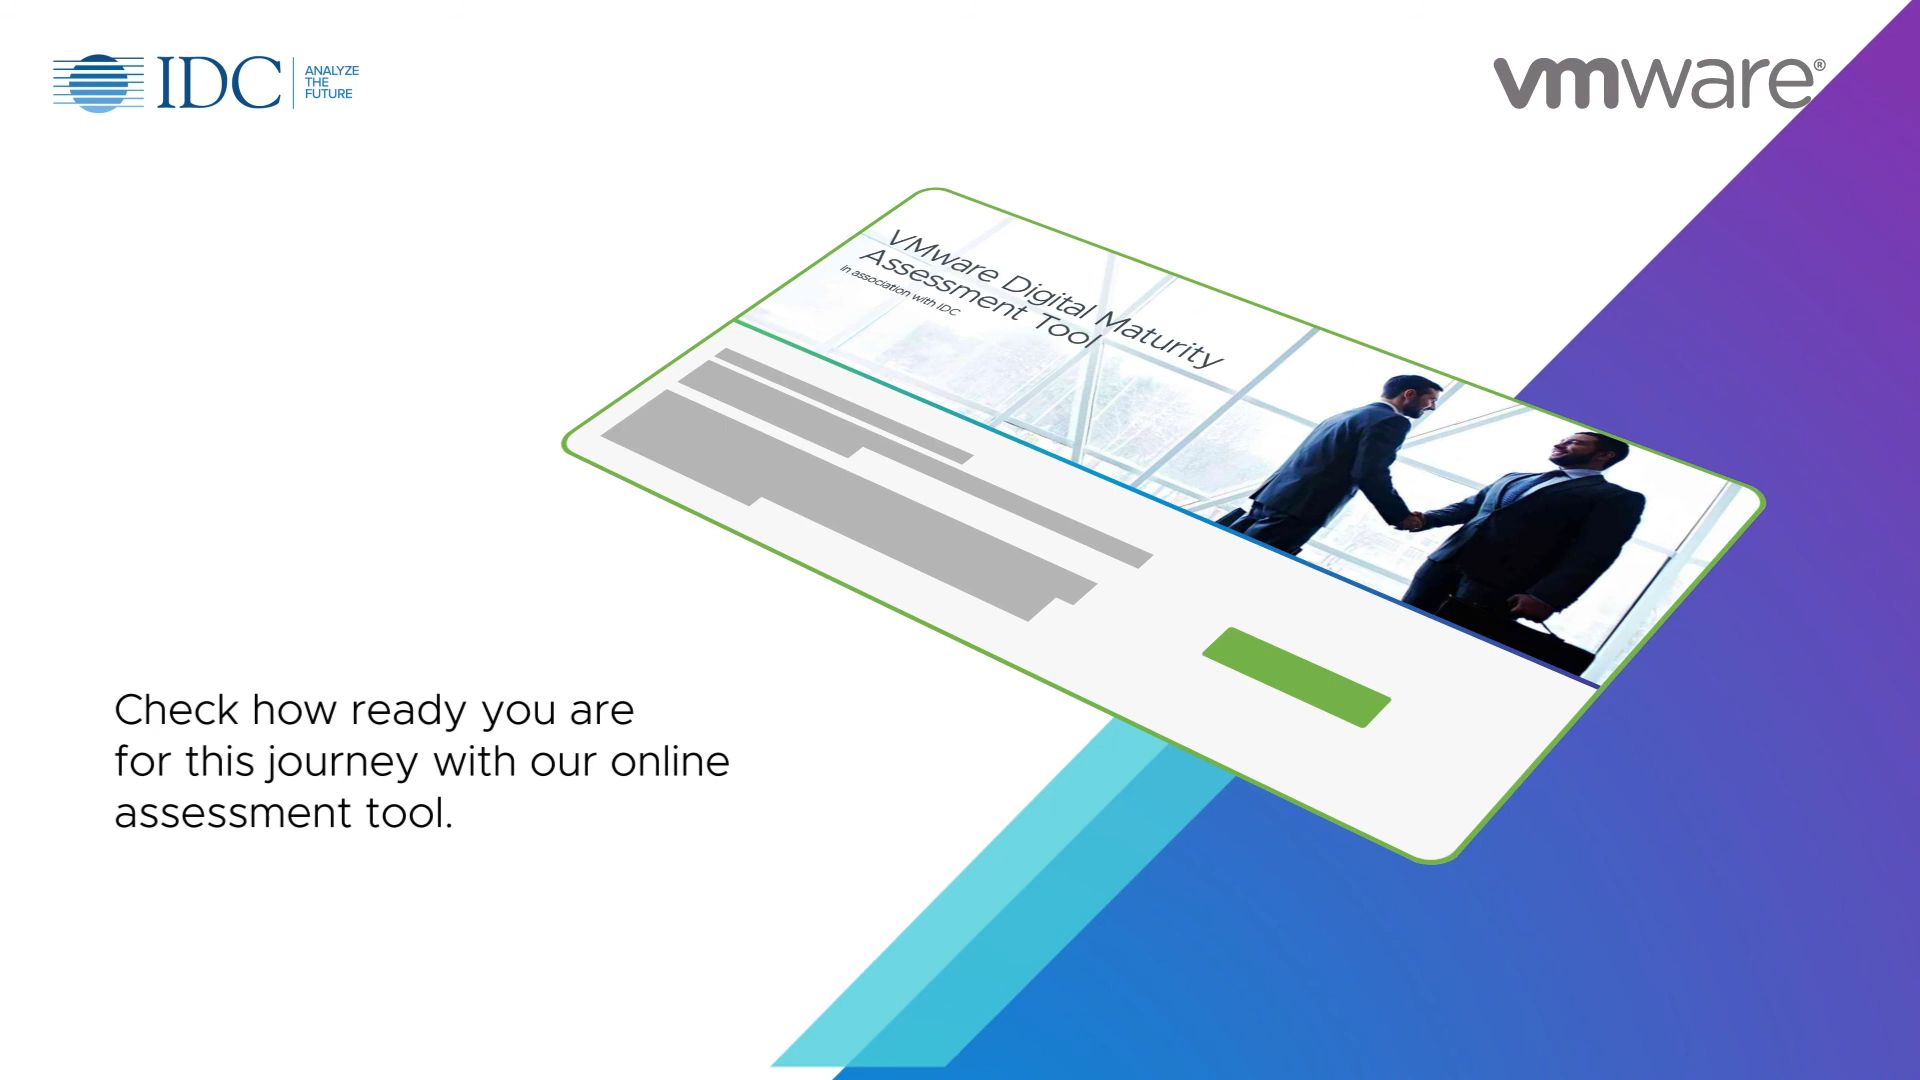 IDC
ANALYZE
THE
FUTURE
vmware®
VMware Digital Maturity
Assessment Tool
in association with IDC
Check how ready you are
for this journey with our online
assessment tool.